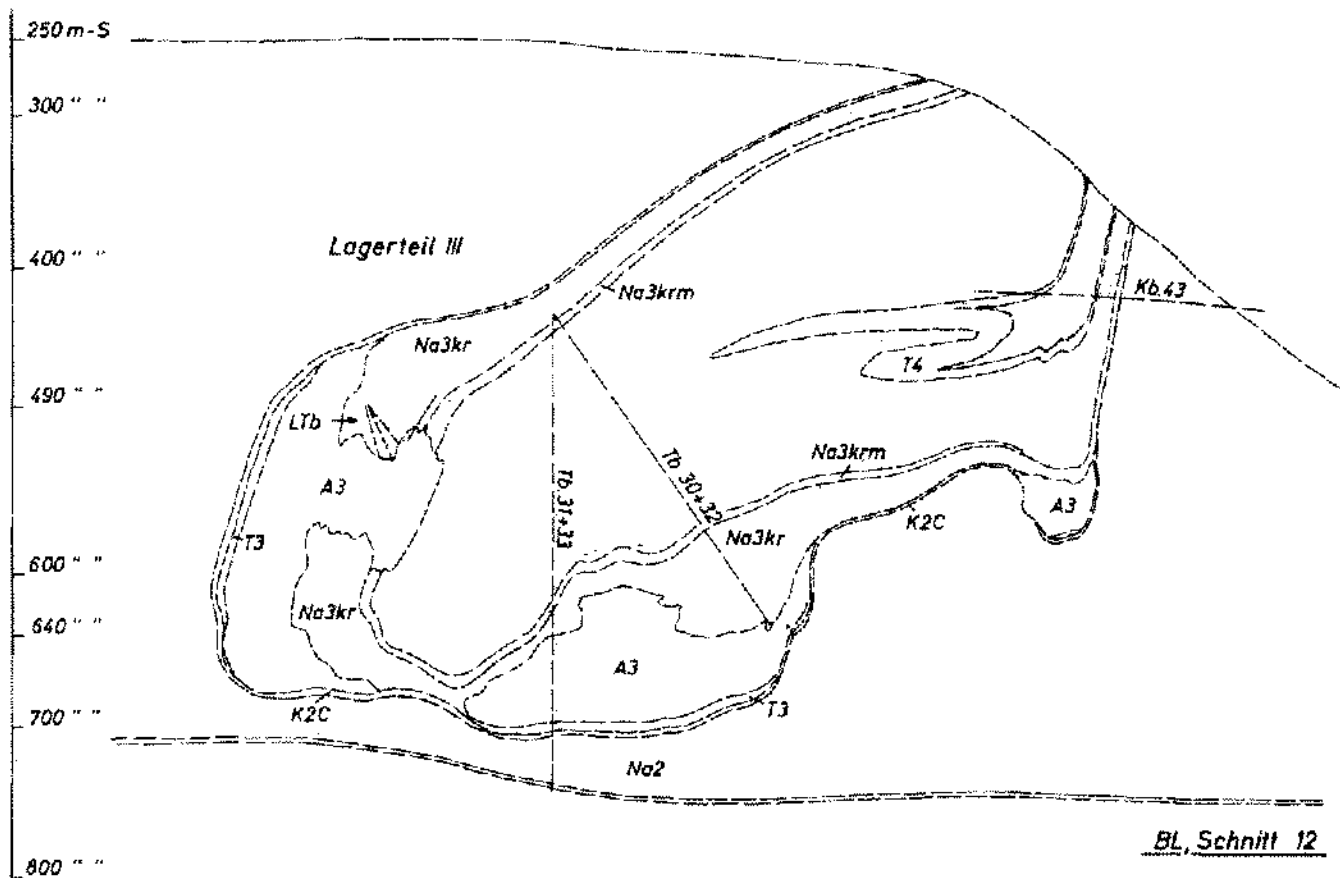 250 m-S
300 " "
400 " "
490 " "
600 " "
640 " "
700 " "
800 " "
Lagerteil III
Na3krm
Kb.43
Na3kr
T4
LTb
Na3krm
A3
Tb 31+33
Tb 30+32
A3
K2C
T3
Na3kr
Na3kr
A3
K2C
T3
Na2
BL, Schnitt 12